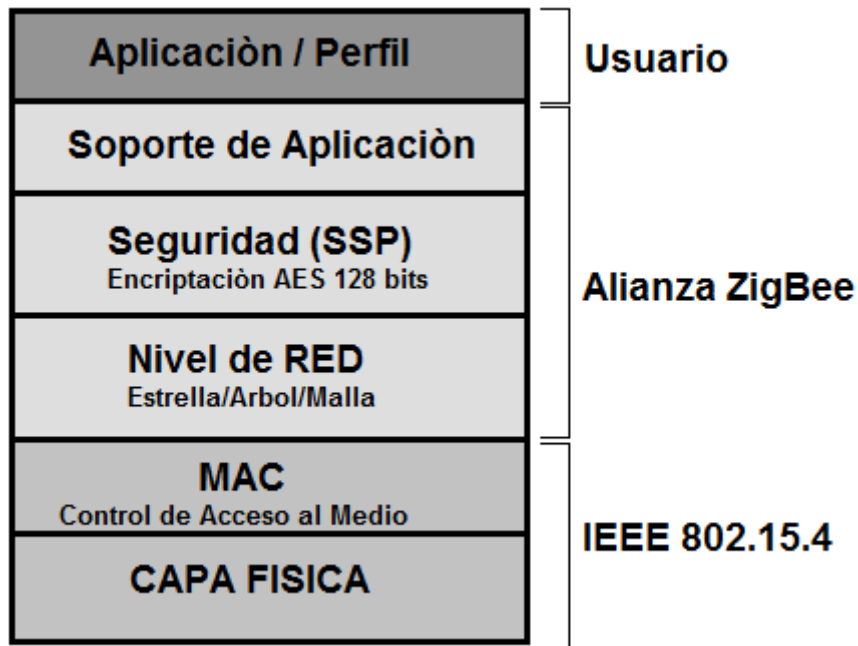 Aplicaciòn / Perfil
Usuario
Soporte de Aplicaciòn
Seguridad (SSP)
Encriptaciòn AES 128 bits
Alianza ZigBee
Nivel de RED
Estrella/Arbol/Malla
MAC
Control de Acceso al Medio
IEEE 802.15.4
CAPA FISICA